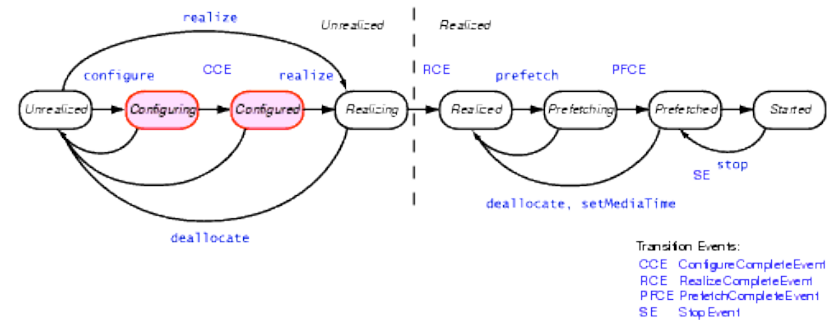 realize
Unrealized
Realized
configure
CCE
realize
RCE
prefetch
PFCE
Unrealized
Configuring
Configured
Realizing
Realized
Prefetching
Prefetched
Started
stop
SE
deallocate, setMediaTime
deallocate
Transition Events:
CCE ConfigureCompleteEvent
RCE RealizeCompleteEvent
PFCE PrefetchCompleteEvent
SE StopEvent